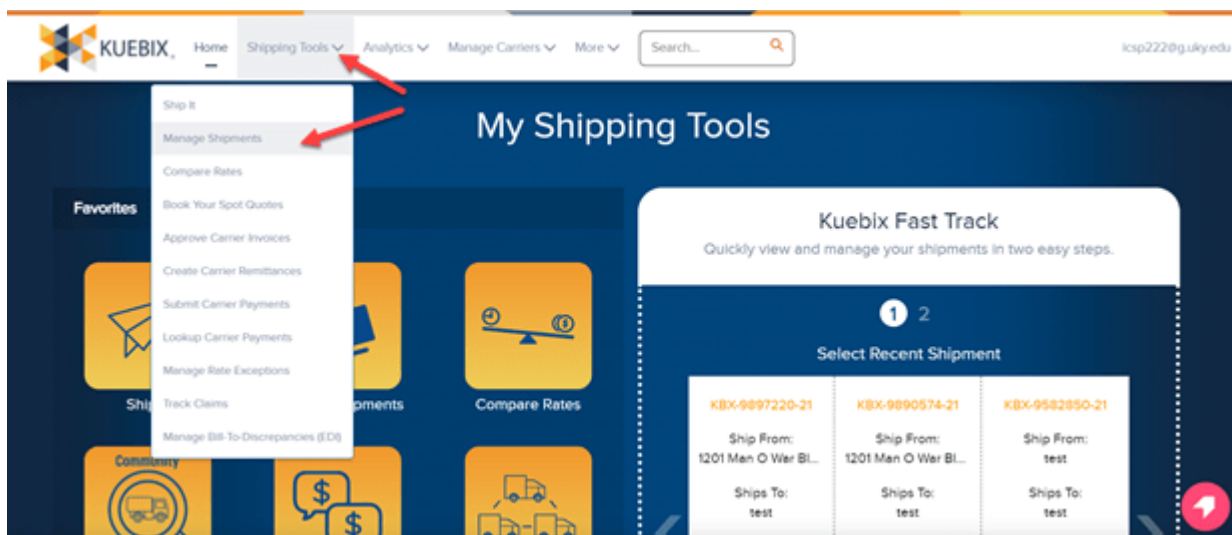 KUEBIX
Home
Shipping Tools
Analytics
Manage Carriers
More
Search...
icsp222@g.uky.edu
Ship It
Manage Shipments
Compare Rates
Book Your Spot Quotes
Approve Carrier Invoices
Create Carrier Remittances
Submit Carrier Payments
Lookup Carrier Payments
Manage Rate Exceptions
Track Claims
Manage Bill-To-Discrepancies (EDI)
My Shipping Tools
Favorites
Ship
pments
Compare Rates
Community
Kuebix Fast Track
Quickly view and manage your shipments in two easy steps.
1 2
Select Recent Shipment
KBX-9897220-21
Ship From:
1201 Man O War Bl...
Ships To:
test
KBX-9890574-21
Ship From:
1201 Man O War Bl...
Ships To:
test
KBX-9582850-21
Ship From:
test
Ships To:
test